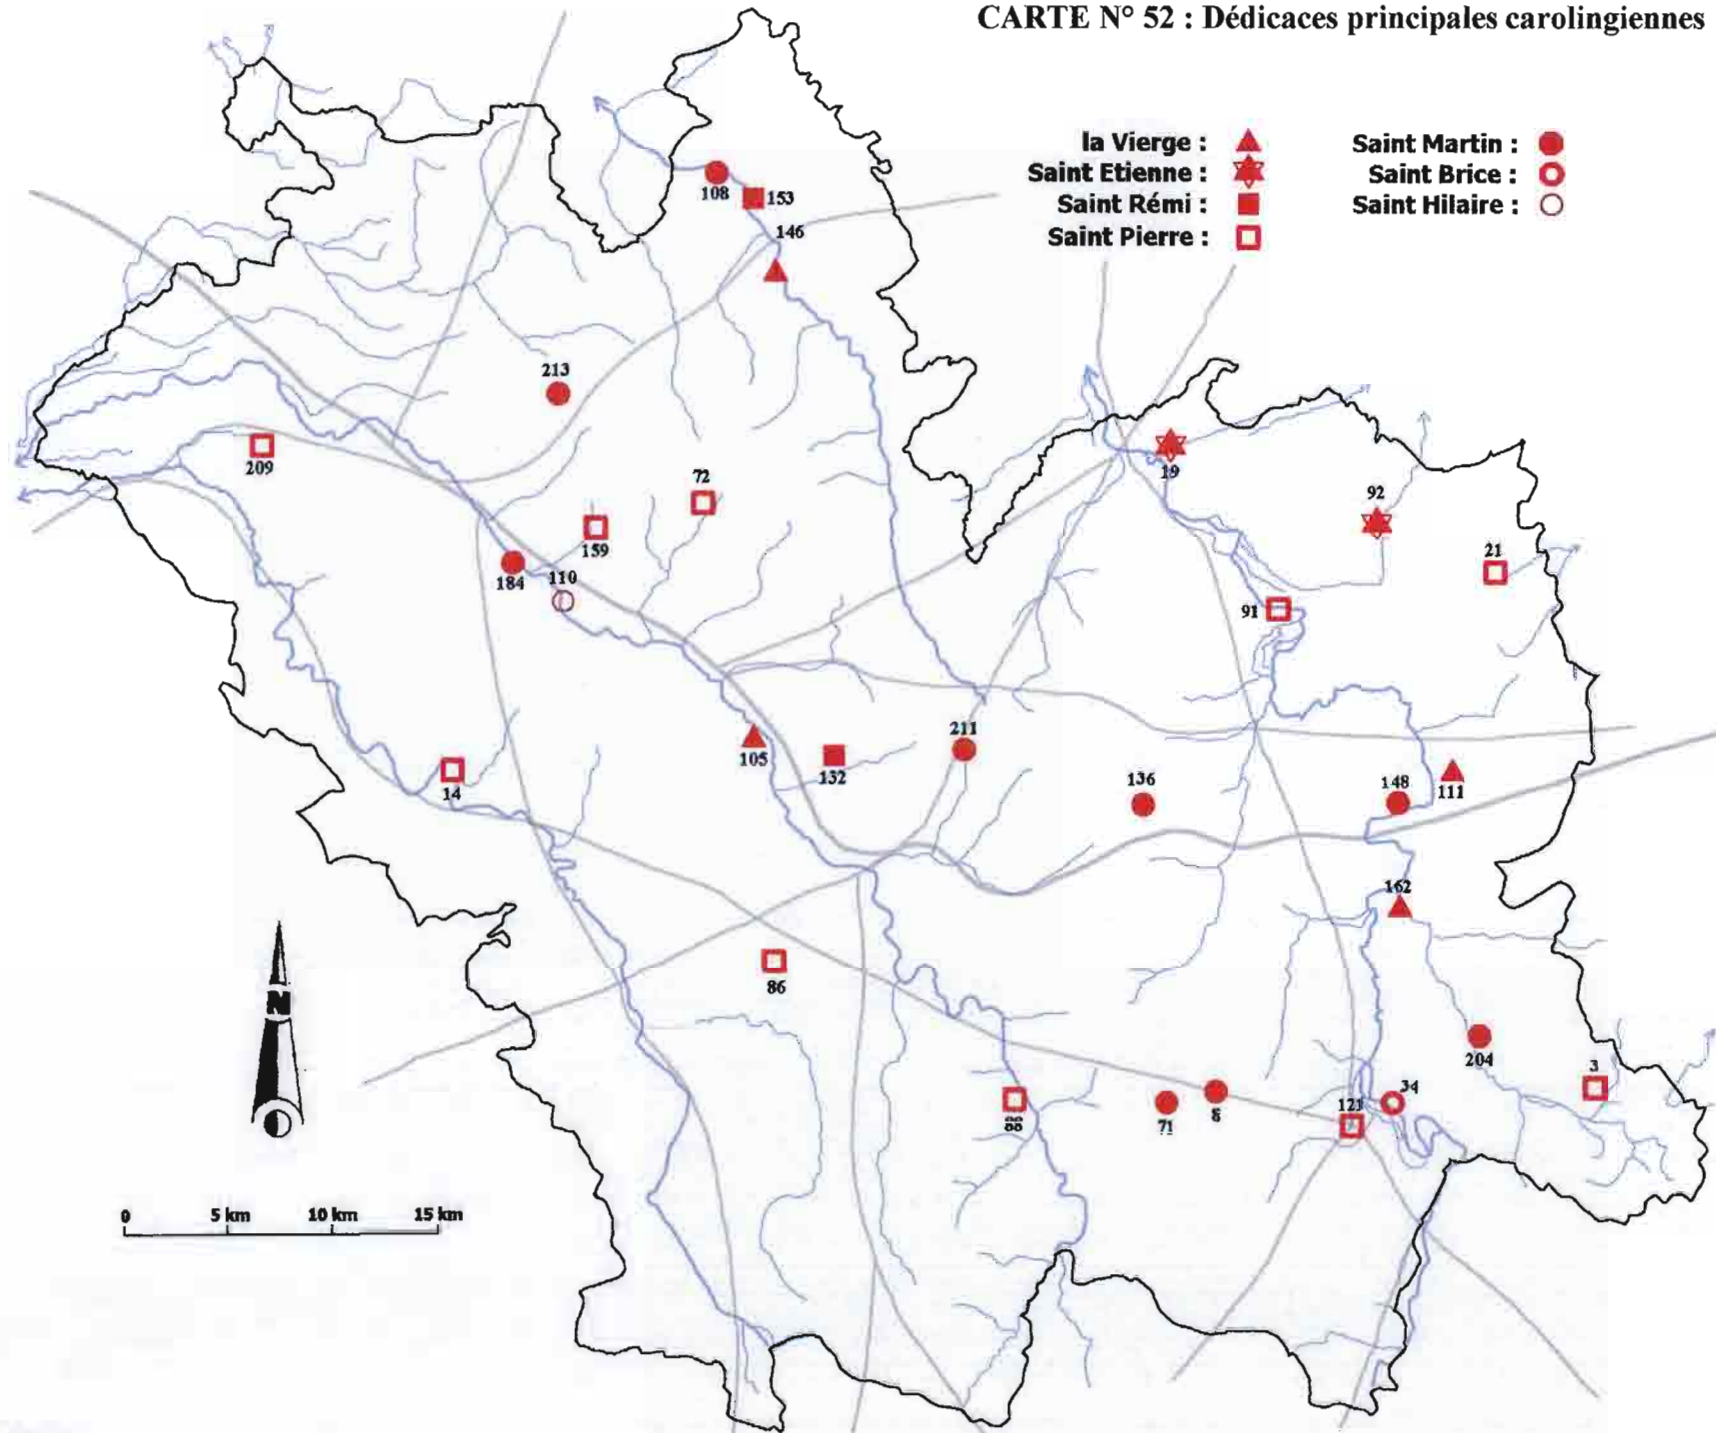 CARTE N° 52 : Dédicaces principales carolingiennes
la Vierge :
Saint Etienne :
Saint Rémi :
Saint Pierre :
Saint Martin :
Saint Brice :
Saint Hilaire :
108
153
146
213
209
72
19
92
159
21
184
110
91
211
105
132
14
136
148
111
162
86
N
204
3
34
121
88
71
8
0 5 km 10 km 15 km